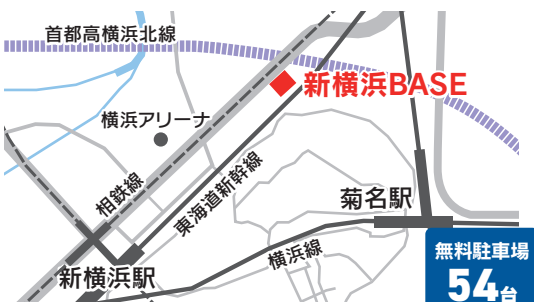 首都高横浜北線
新横浜BASE
横浜アリーナ
相鉄線
東海道新幹線
菊名駅
横浜線
新横浜駅
無料駐車場
54台